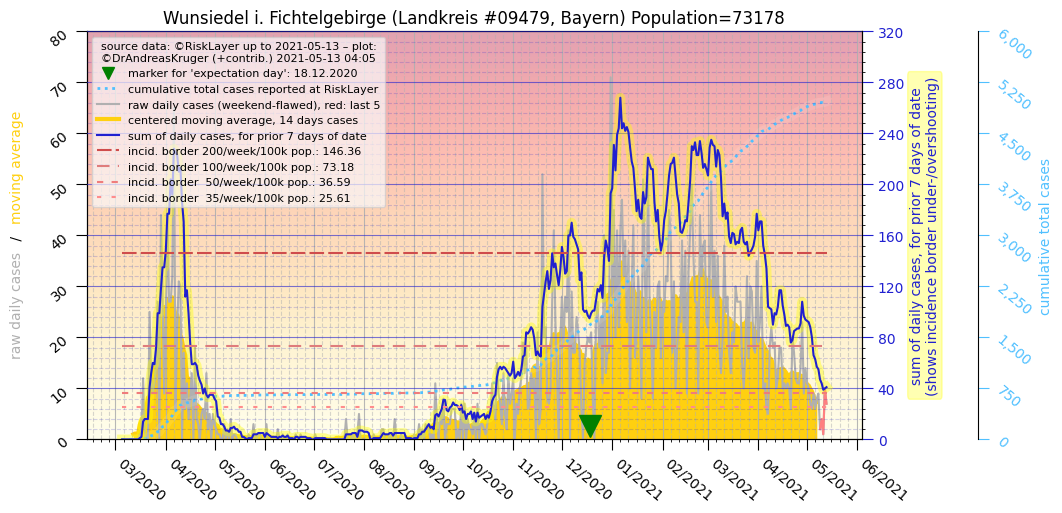 Wunsiedel i. Fichtelgebirge (Landkreis #09479, Bayern) Population=73178
source data: ©RiskLayer up to 2021-05-13 – plot:
©DrAndreasKruger (+contrib.) 2021-05-13 04:05
marker for 'expectation day': 18.12.2020
cumulative total cases reported at RiskLayer
raw daily cases (weekend-flawed), red: last 5
centered moving average, 14 days cases
sum of daily cases, for prior 7 days of date
incid. border 200/week/100k pop.: 146.36
incid. border 100/week/100k pop.: 73.18
incid. border  50/week/100k pop.: 36.59
incid. border  35/week/100k pop.: 25.61
raw daily cases  /  moving average
80
70
60
50
40
30
20
10
0
03/2020
04/2020
05/2020
06/2020
07/2020
08/2020
09/2020
10/2020
11/2020
12/2020
01/2021
02/2021
03/2021
04/2021
05/2021
06/2021
320
280
240
200
160
120
80
40
0
sum of daily cases, for prior 7 days of date
(shows incidence border under-/overshooting)
6,000
5,250
4,500
3,750
3,000
2,250
1,500
750
0
cumulative total cases